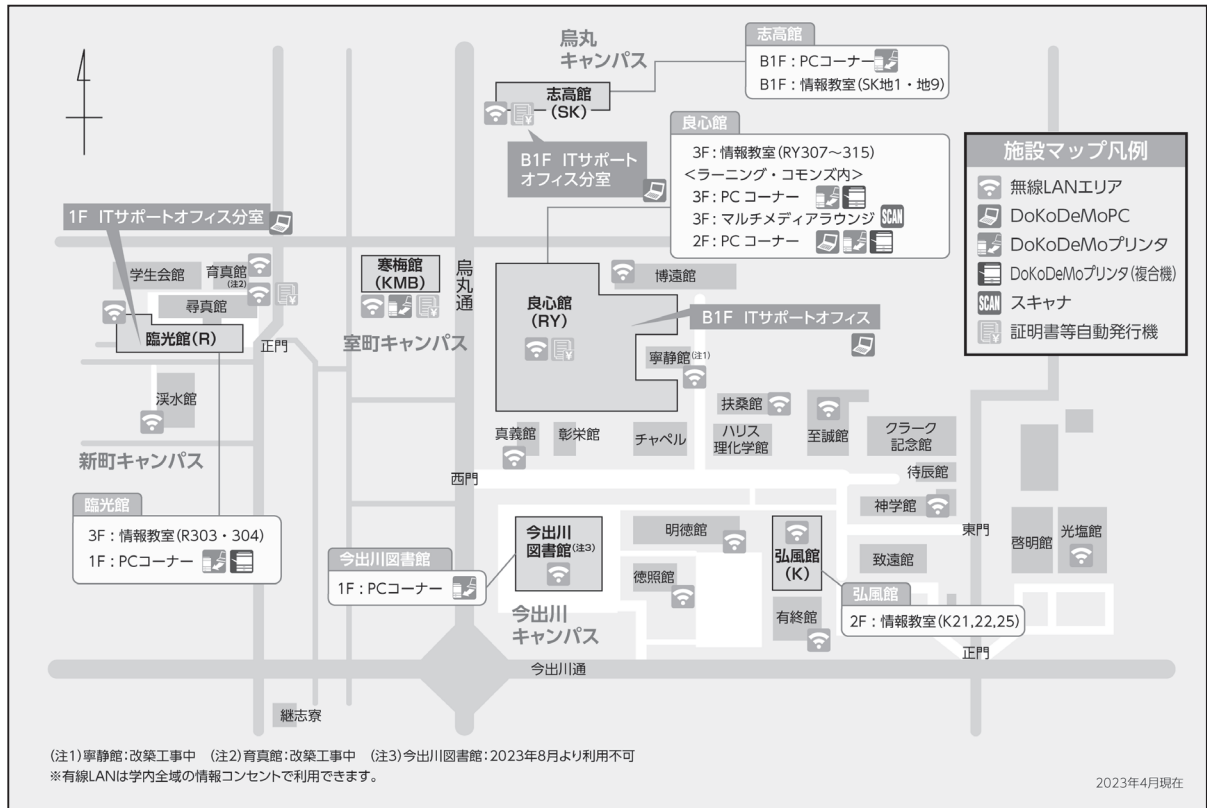 烏丸
キャンパス
志高館
(SK)
志高館
B1F：PCコーナー
B1F：情報教室(SK地1・地9)
B1F ITサポート
オフィス分室
良心館
3F：情報教室(RY307～315)
＜ラーニング・コモンズ内＞
3F：PCコーナー
3F：マルチメディアラウンジ SCAN
2F：PCコーナー
施設マップ凡例
無線LANエリア
DoKoDeMoPC
DoKoDeMoプリンタ
DoKoDeMoプリンタ(複合機)
SCAN スキャナ
証明書等自動発行機
1F ITサポートオフィス分室
学生会館
育真館
(注2)
尋真館
臨光館(R)
正門
渓水館
新町キャンパス
寒梅館
(KMB)
室町キャンパス
烏丸通
良心館
(RY)
博遠館
B1F ITサポートオフィス
寧静館(注1)
扶桑館
真義館
彰栄館
チャペル
ハリス
理化学館
至誠館
クラーク
記念館
待辰館
西門
神学館
東門
啓明館
光塩館
臨光館
3F：情報教室(R303・304)
1F：PCコーナー
今出川図書館
1F：PCコーナー
今出川
図書館(注3)
明徳館
弘風館
(K)
致遠館
徳照館
今出川
キャンパス
有終館
弘風館
2F：情報教室(K21,22,25)
正門
今出川通
継志寮
(注1)寧静館：改築工事中 (注2)育真館：改築工事中 (注3)今出川図書館：2023年8月より利用不可
※有線LANは学内全域の情報コンセントで利用できます。
2023年4月現在